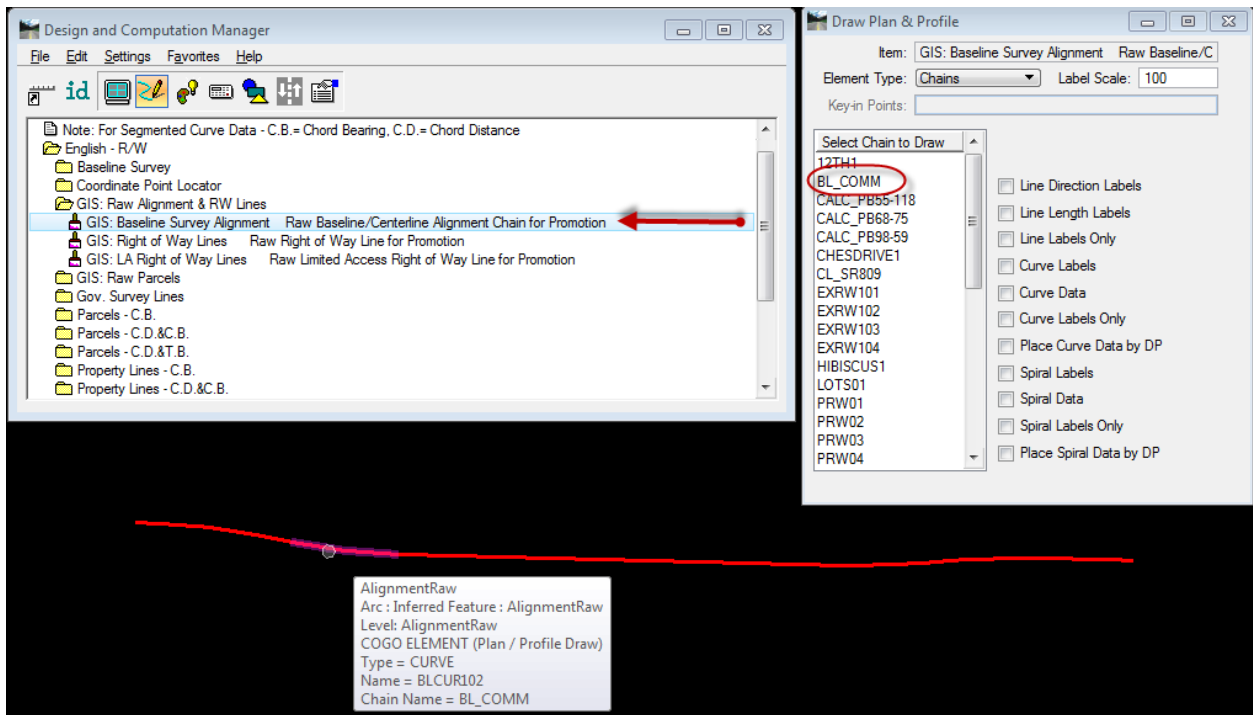 Design and Computation Manager
File Edit Settings Favorites Help
id
Note: For Segmented Curve Data - C.B.= Chord Bearing, C.D.= Chord Distance
English - R/W
Baseline Survey
Coordinate Point Locator
GIS: Raw Alignment & RW Lines
GIS: Baseline Survey Alignment Raw Baseline/Centerline Alignment Chain for Promotion
GIS: Right of Way Lines Raw Right of Way Line for Promotion
GIS: LA Right of Way Lines Raw Limited Access Right of Way Line for Promotion
GIS: Raw Parcels
Gov. Survey Lines
Parcels - C.B.
Parcels - C.D.&C.B.
Parcels - C.D.&T.B.
Property Lines - C.B.
Property Lines - C.D.&C.B.
Draw Plan & Profile
Item: GIS: Baseline Survey Alignment Raw Baseline/C
Element Type: Chains Label Scale: 100
Key-in Points:
Select Chain to Draw
12TH1
BL_COMM
CALC_PB55-118
CALC_PB68-75
CALC_PB98-59
CHESDRIVE1
CL_SR809
EXRW101
EXRW102
EXRW103
EXRW104
HIBISCUS1
LOTS01
PRW01
PRW02
PRW03
PRW04
Line Direction Labels
Line Length Labels
Line Labels Only
Curve Labels
Curve Data
Curve Labels Only
Place Curve Data by DP
Spiral Labels
Spiral Data
Spiral Labels Only
Place Spiral Data by DP
AlignmentRaw
Arc : Inferred Feature : AlignmentRaw
Level: AlignmentRaw
COGO ELEMENT (Plan / Profile Draw)
Type = CURVE
Name = BLCUR102
Chain Name = BL_COMM